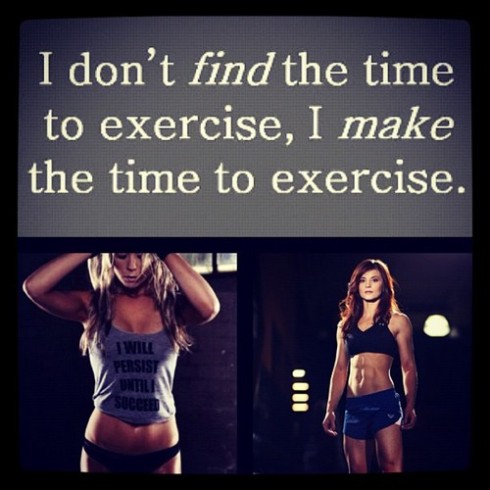 I don't find the time
to exercise, I make
the time to exercise.
I WILL
PERSIST
UNTIL I
SUCCEED